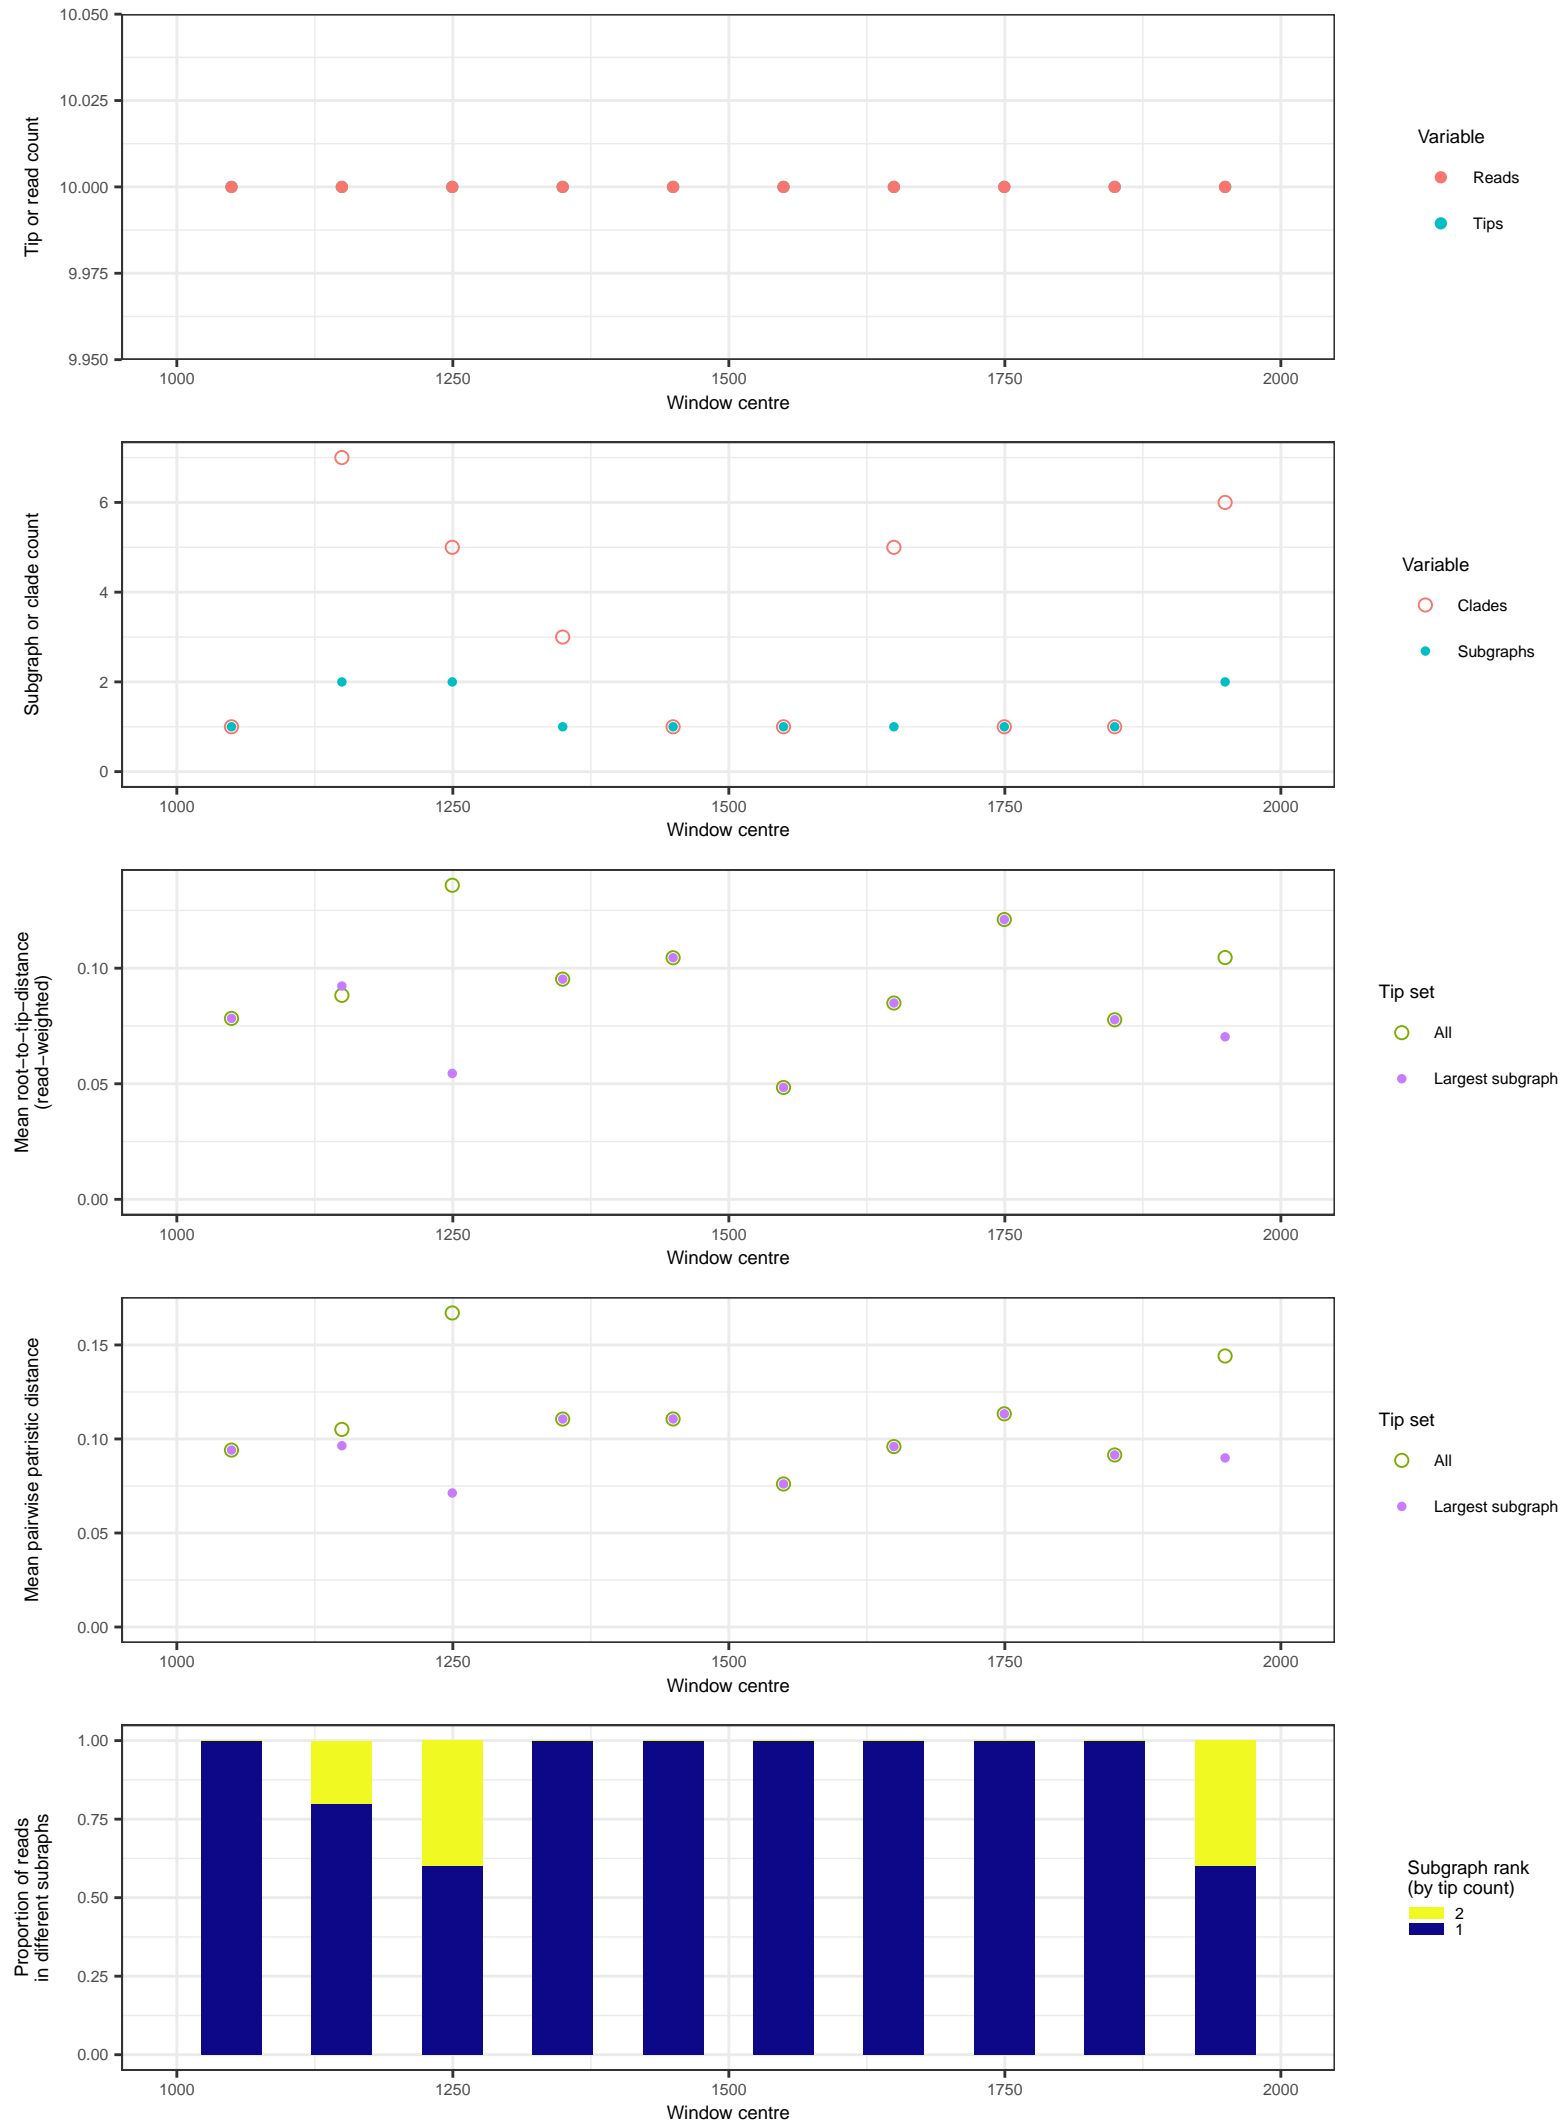 10.050
10.025
10.000
9.975
9.950
Tip or read count
1000 1250 1500 1750 2000
Window centre
Variable
Reads
Tips
6
4
2
0
Subgraph or clade count
1000 1250 1500 1750 2000
Window centre
Variable
Clades
Subgraphs
0.10
0.05
0.00
Mean root−to−tip−distance
(read−weighted)
1000 1250 1500 1750 2000
Window centre
Tip set
All
Largest subgraph
0.15
0.10
0.05
0.00
Mean pairwise patristic distance
1000 1250 1500 1750 2000
Window centre
Tip set
All
Largest subgraph
1.00
0.75
0.50
0.25
0.00
Proportion of reads
in different subraphs
1000 1250 1500 1750 2000
Window centre
Subgraph rank
(by tip count)
2
1